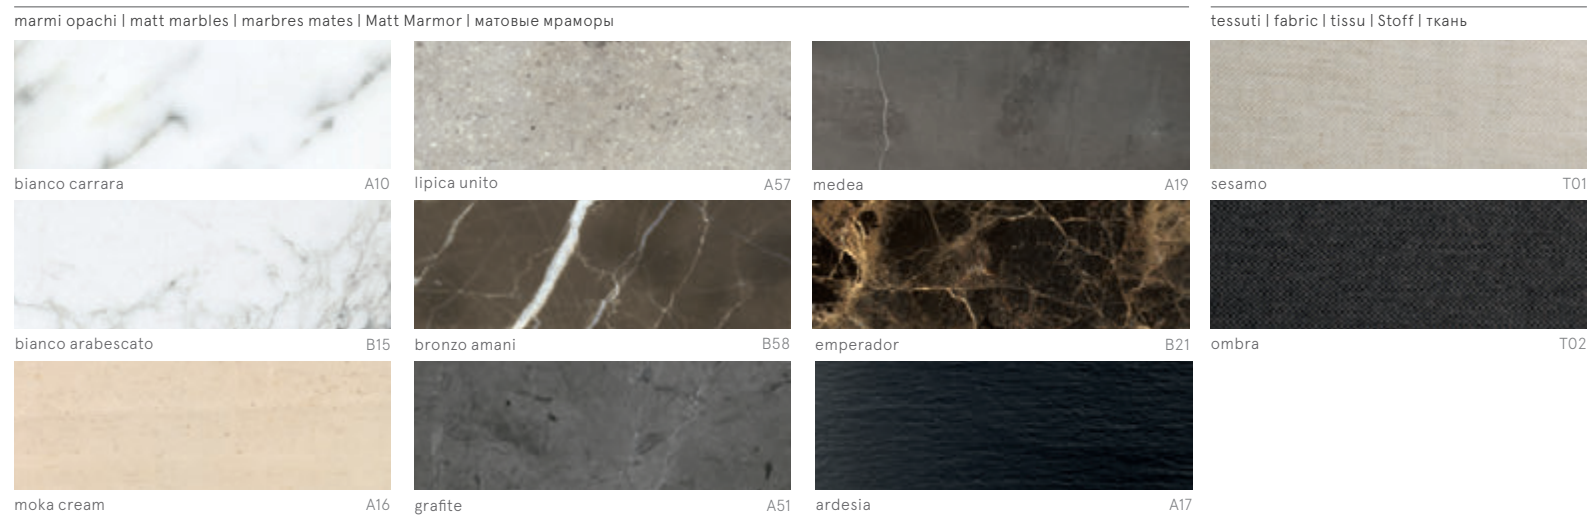 marmi opachi | matt marbles | marbres mates | Matt Marmor | матовые мраморы
tessuti | fabric | tissu | Stoff | ткань
bianco carrara A10
lipica unito A57
medea A19
sesamo T01
bianco arabescato B15
bronzo amani B58
emperador B21
ombra T02
moka cream A16
grafite A51
ardesia A17